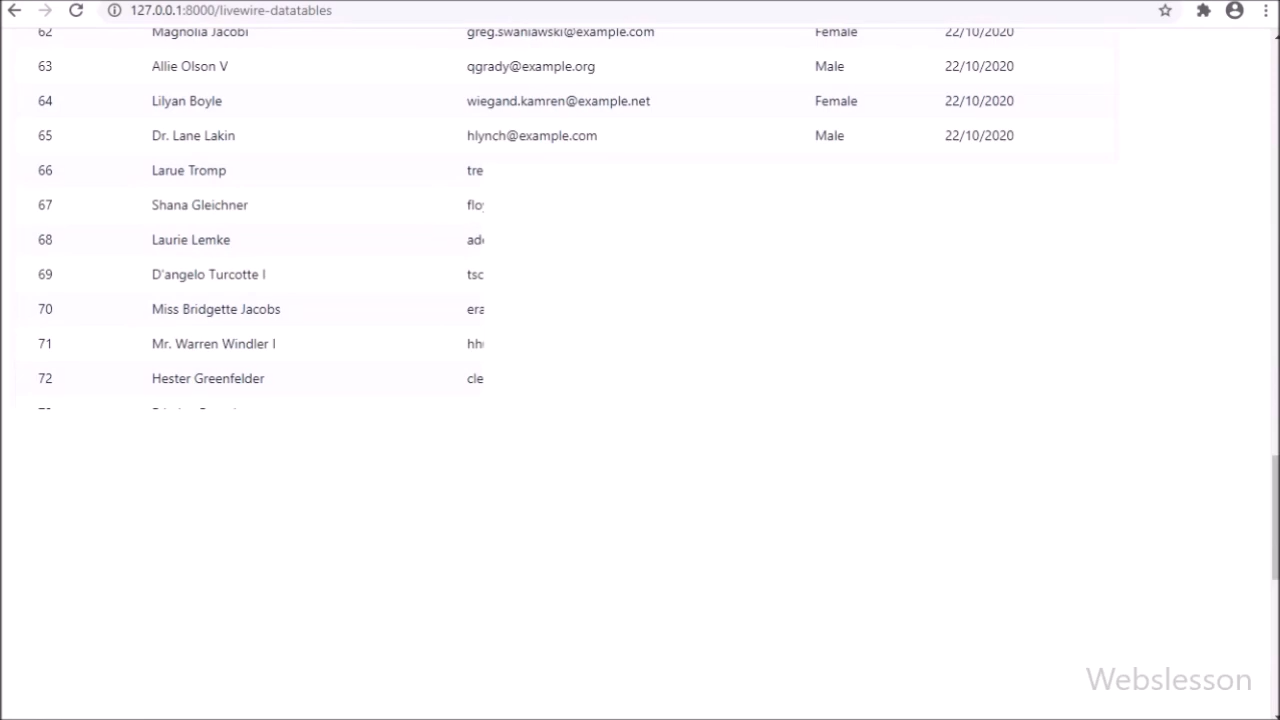 127.0.0.1:8000/livewire-datatables
62 Magnolia Jacobi greg.swaniawski@example.com Female 22/10/2020
63 Allie Olson V qgrady@example.org Male 22/10/2020
64 Lilyan Boyle wiegand.kamren@example.net Female 22/10/2020
65 Dr. Lane Lakin hlynch@example.com Male 22/10/2020
66 Larue Tromp tre
67 Shana Gleichner flo
68 Laurie Lemke ad
69 D'angelo Turcotte I tsc
70 Miss Bridgette Jacobs era
71 Mr. Warren Windler I hh
72 Hester Greenfelder cle
Webslesson